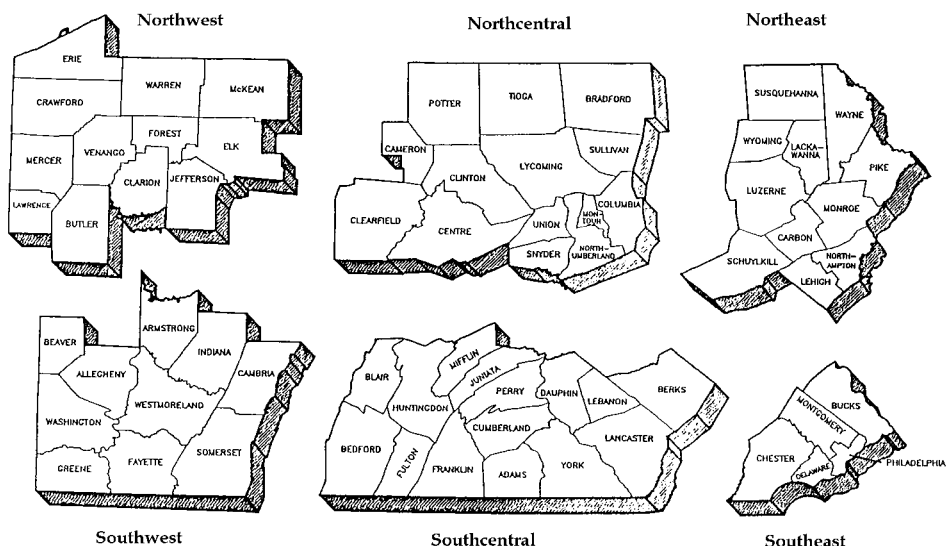 Northwest
ERIE
CRAWFORD
WARREN
McKEAN
MERCER
VENANGO
FOREST
ELK
CLARION
JEFFERSON
LAWRENCE
BUTLER
Northcentral
POTTER
TIOGA
BRADFORD
CAMERON
SULLIVAN
LYCOMING
CLINTON
CLEARFIELD
CENTRE
UNION
MON-
TOUR
COLUMBIA
SNYDER
NORTH-
UMBERLAND
Northeast
SUSQUEHANNA
WAYNE
WYOMING
LACKA-
WANNA
PIKE
LUZERNE
MONROE
CARBON
SCHUYLKILL
NORTH-
AMPTON
LEHIGH
BEAVER
ARMSTRONG
INDIANA
ALLEGHENY
CAMBRIA
WESTMORELAND
WASHINGTON
SOMERSET
GREENE
FAYETTE
Southwest
BLAIR
MIFFLIN
JUNIATA
HUNTINGDON
PERRY
DAUPHIN
LEBANON
BERKS
CUMBERLAND
LANCASTER
BEDFORD
FULTON
FRANKLIN
ADAMS
YORK
Southcentral
BUCKS
MONTGOMERY
CHESTER
DELAWARE
PHILADELPHIA
Southeast